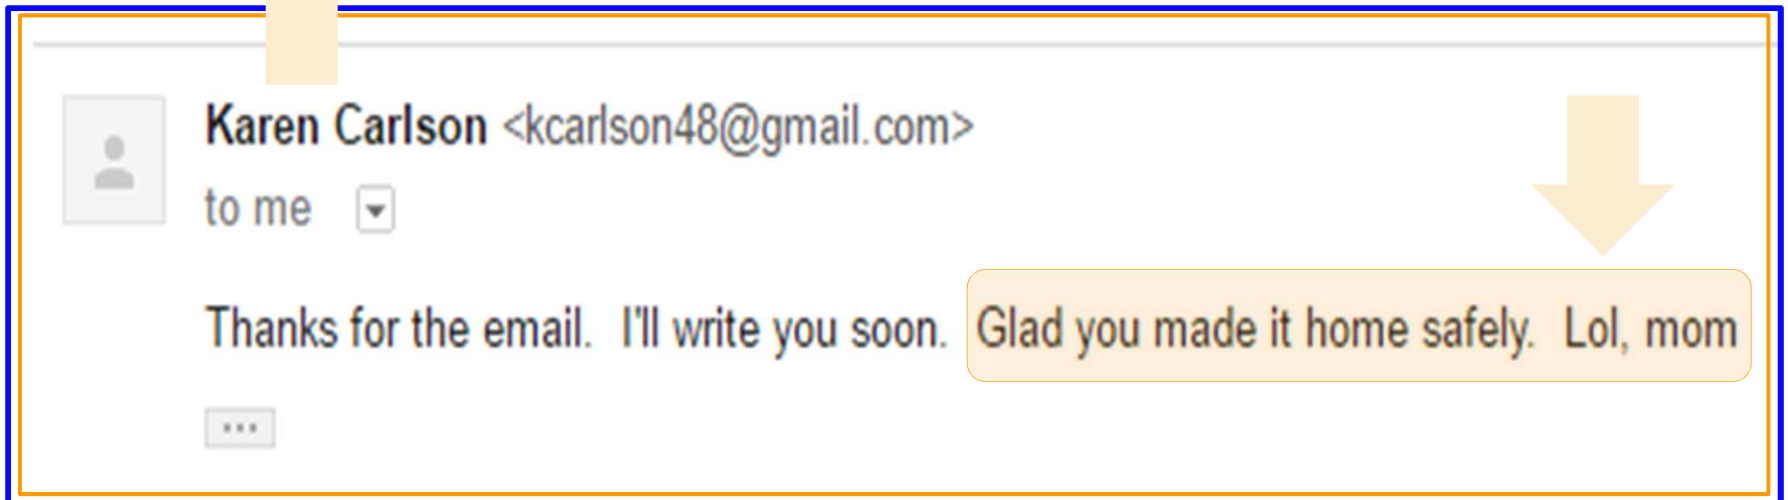 Karen Carlson <kcarlson48@gmail.com>
to me
Thanks for the email.  I'll write you soon.  Glad you made it home safely.  Lol, mom
...